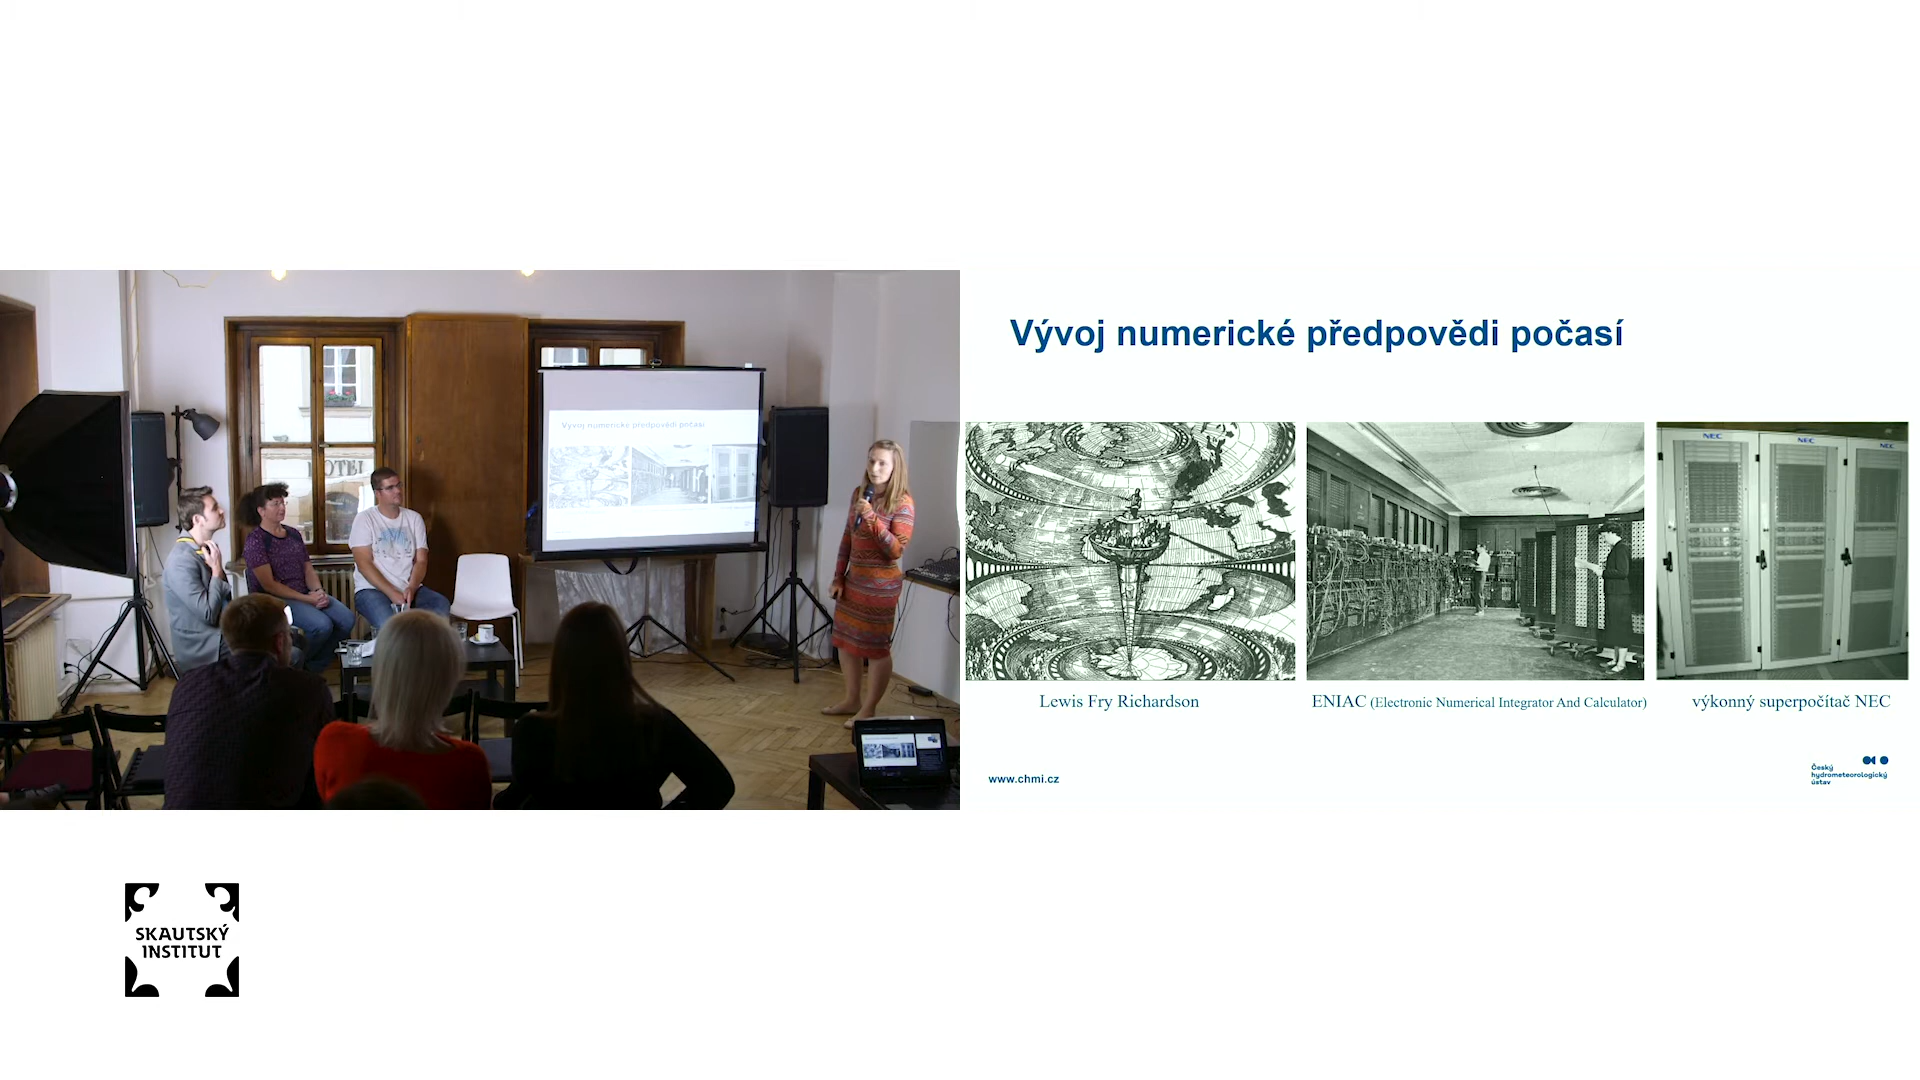 HOTEL
Vývoj numerické předpovědi počasí
Vývoj numerické předpovědi počasí
NEC
NEC
NEC
Lewis Fry Richardson
ENIAC (Electronic Numerical Integrator And Calculator)
výkonný superpočítač NEC
www.chmi.cz
Český
hydrometeorologický
ústav
SKAUTSKÝ
INSTITUT